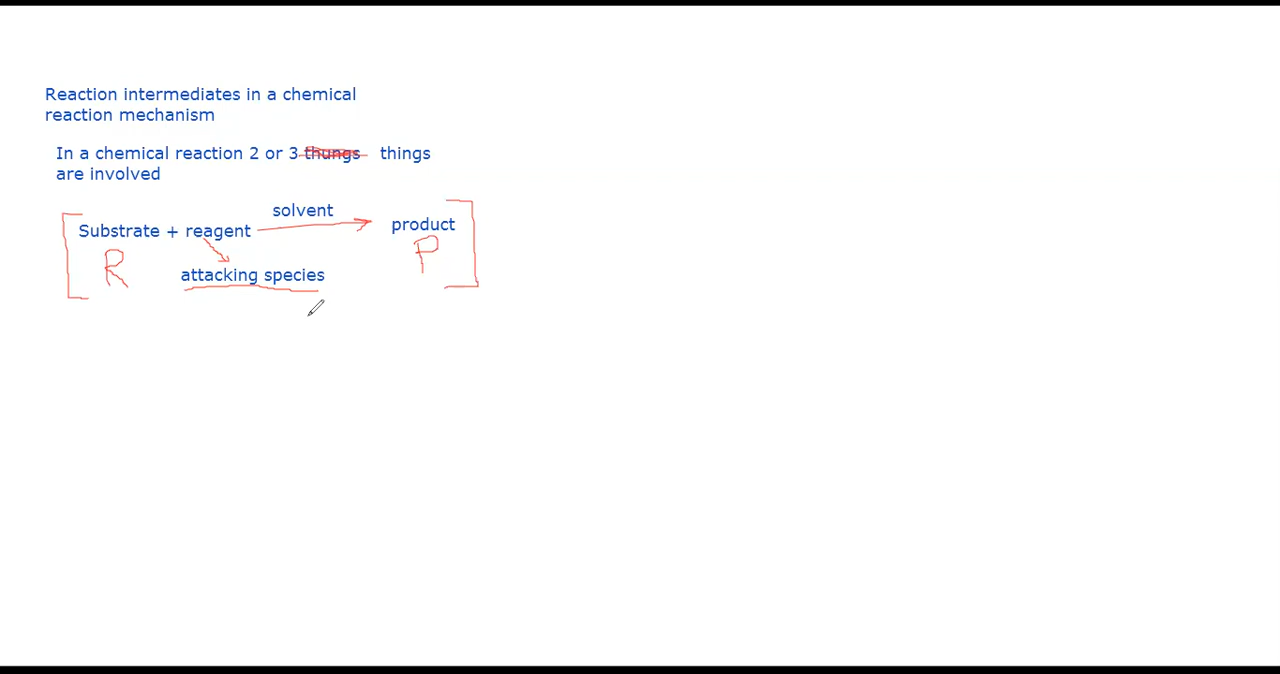 Reaction intermediates in a chemical
reaction mechanism
In a chemical reaction 2 or 3 thungs things
are involved
solvent
Substrate + reagent product
R P
attacking species